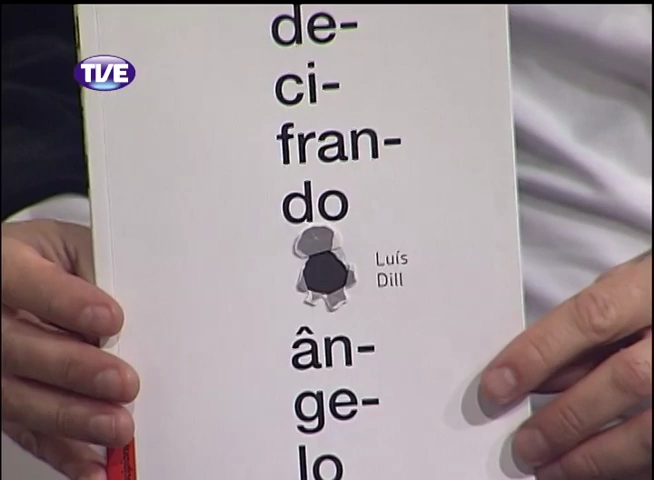 de-
TVE
ci-
fran-
do
Luís
Dill
ân-
ge-
lo